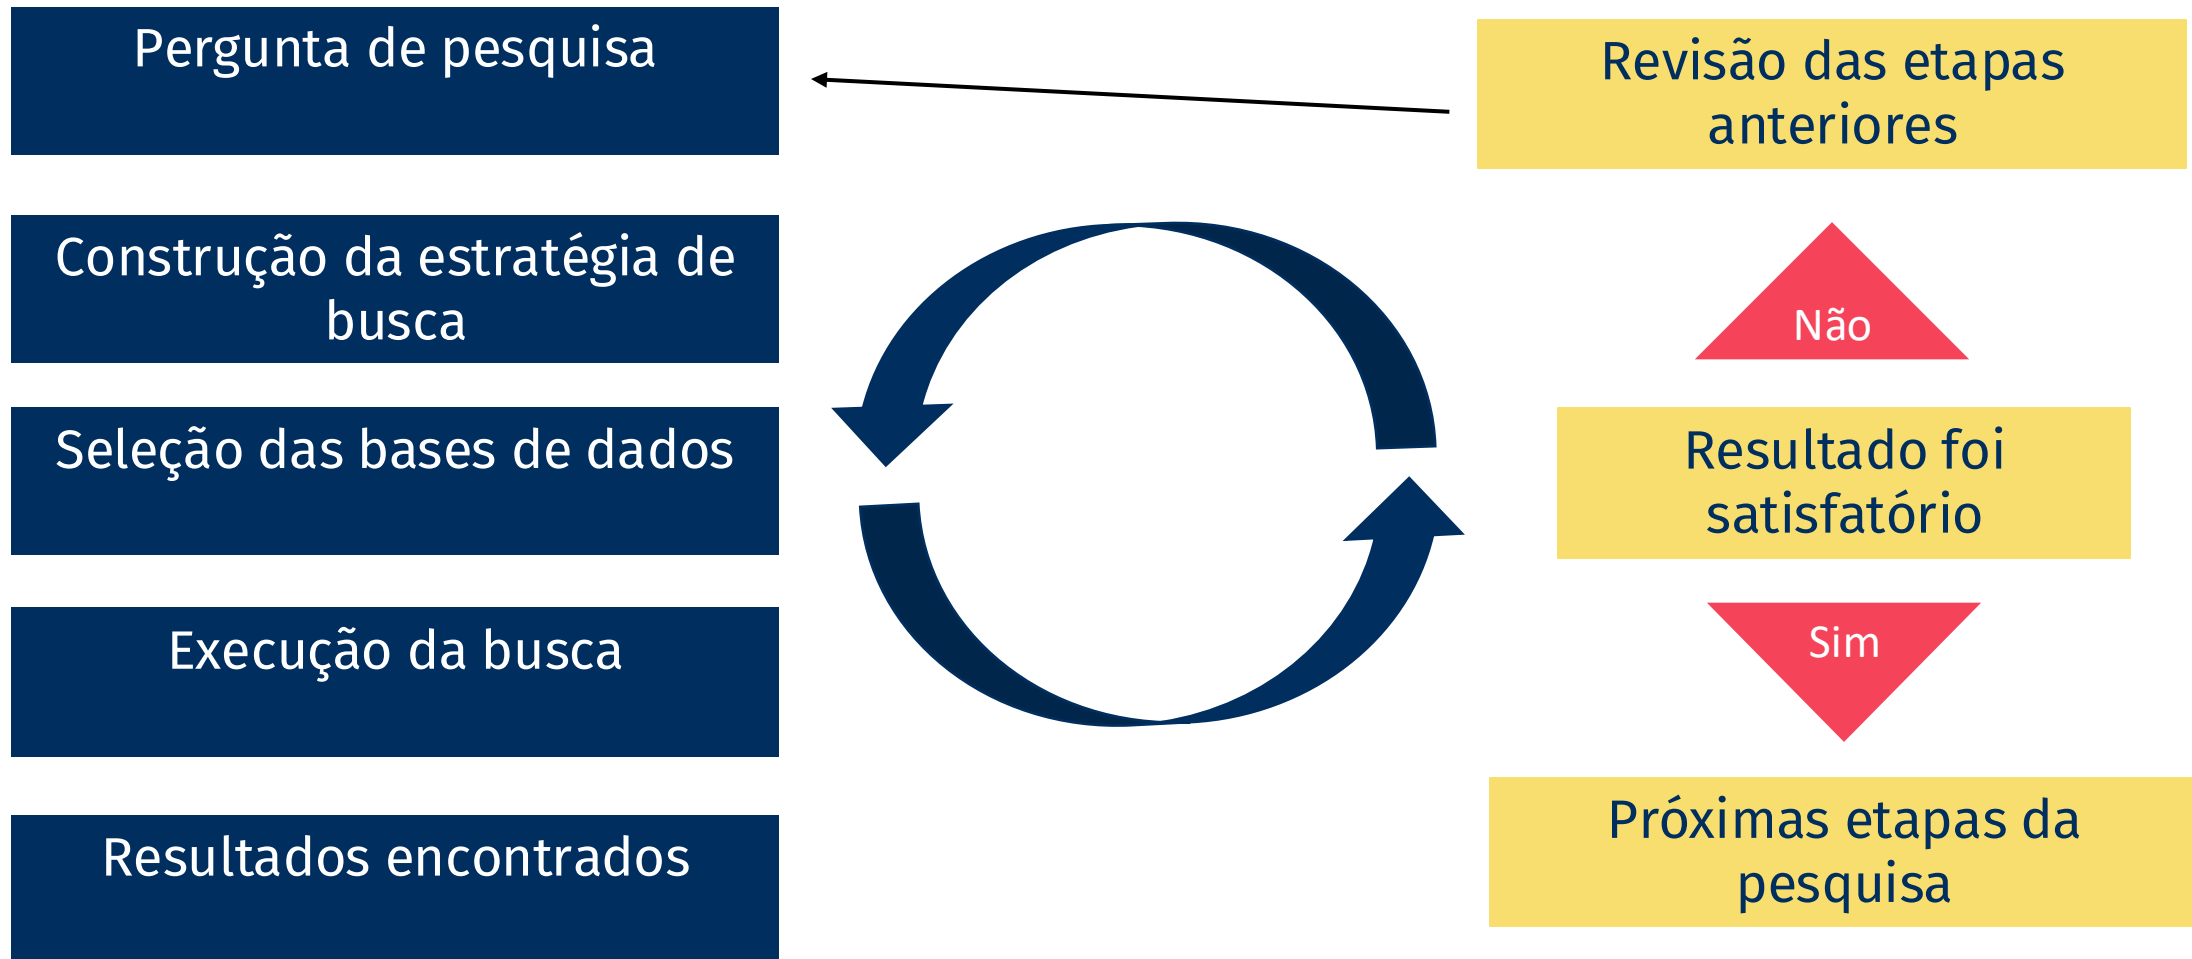 Pergunta de pesquisa
Construção da estratégia de
busca
Seleção das bases de dados
Execução da busca
Resultados encontrados
Revisão das etapas
anteriores
Não
Resultado foi
satisfatório
Sim
Próximas etapas da
pesquisa